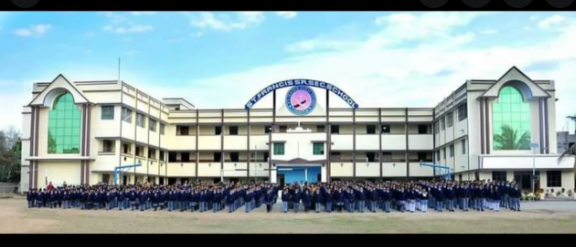 ST. FRANCIS SR. SEC. SCHOOL